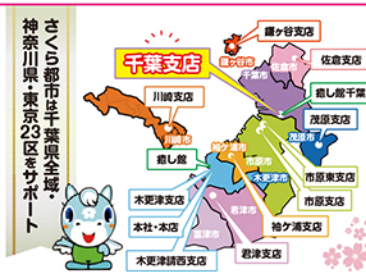 さくら都市は千葉県全域・
神奈川県・東京23区をサポート
鎌ヶ谷支店
鎌ヶ谷市
佐倉支店
佐倉市
千葉支店
千葉市
癒し館千葉
川崎支店
川崎市
茂原支店
茂原市
袖ケ浦市
癒し館
市原市
木更津市
市原東支店
木更津支店
市原支店
本社・本店
君津市
袖ケ浦支店
富津市
木更津請西支店
君津支店